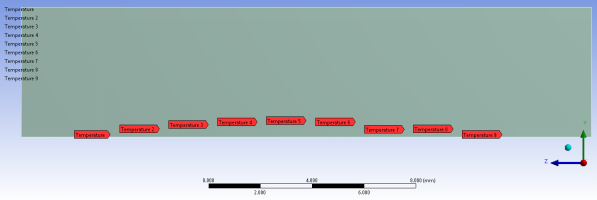 Temperature
Temperature 2
Temperature 3
Temperature 4
Temperature 5
Temperature 6
Temperature 7
Temperature 8
Temperature 9
Temperature
Temperature 2
Temperature 3
Temperature 4
Temperature 5
Temperature 6
Temperature 7
Temperature 8
Temperature 9
Y
Z
0.000 4.000 8.000 (mm)
2.000 6.000